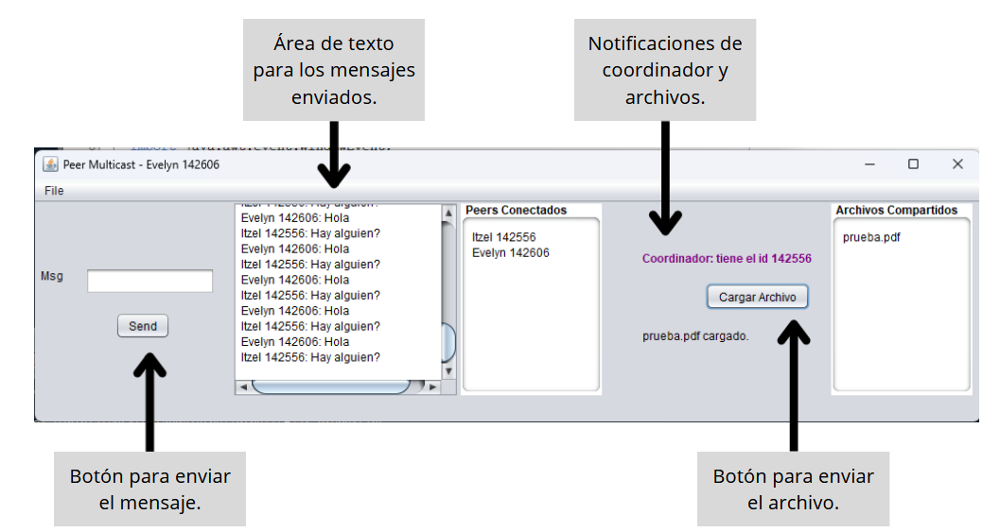 Área de texto
para los mensajes
enviados.
Notificaciones de
coordinador y
archivos.
Peer Multicast - Evelyn 142606
File
Msg
Send
Itzel 142556: Hay alguien?
Evelyn 142606: Hola
Itzel 142556: Hay alguien?
Evelyn 142606: Hola
Itzel 142556: Hay alguien?
Evelyn 142606: Hola
Itzel 142556: Hay alguien?
Evelyn 142606: Hola
Itzel 142556: Hay alguien?
Evelyn 142606: Hola
Itzel 142556: Hay alguien?
Peers Conectados
Itzel 142556
Evelyn 142606
Coordinador: tiene el id 142556
Cargar Archivo
prueba.pdf cargado.
Archivos Compartidos
prueba.pdf
Botón para enviar
el mensaje.
Botón para enviar
el archivo.